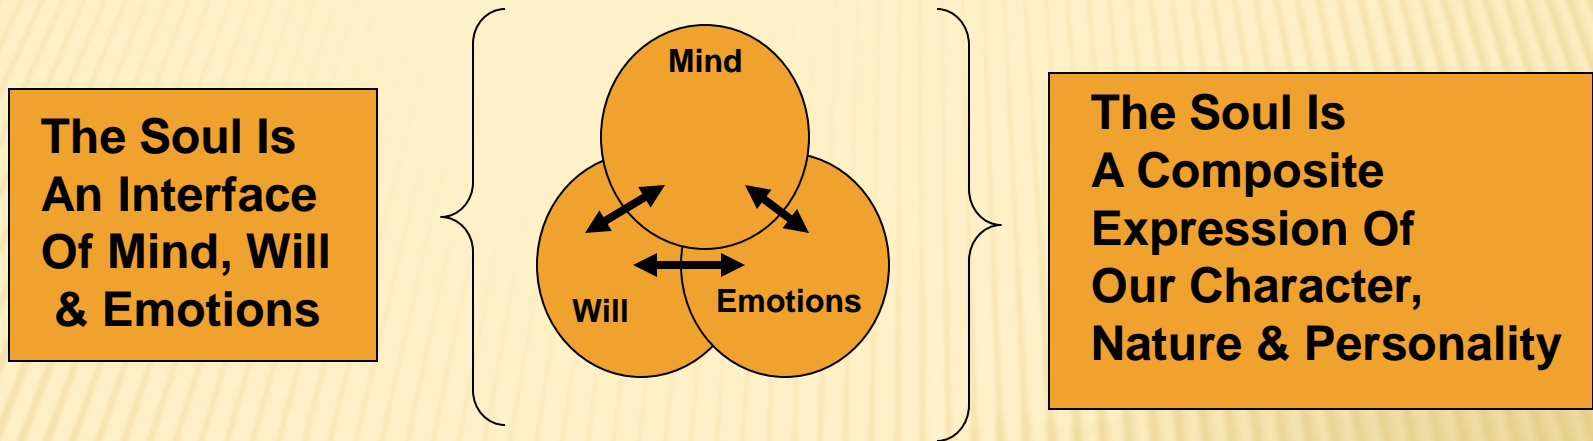 The Soul Is
An Interface
Of Mind, Will
& Emotions
Mind
Will
Emotions
The Soul Is
A Composite
Expression Of
Our Character,
Nature & Personality